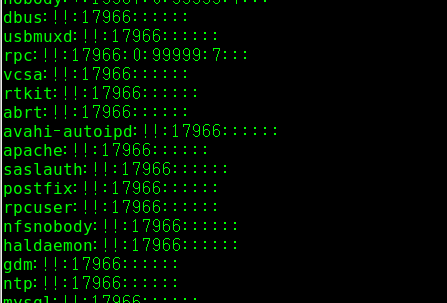 dbus:!!:17966::::::
usbmuxd:!!:17966::::::
rpc:!!:17966:0:99999:7:::
vcsa:!!:17966::::::
rtkit:!!:17966::::::
abrt:!!:17966::::::
avahi-autoipd:!!:17966::::::
apache:!!:17966::::::
saslauth:!!:17966::::::
postfix:!!:17966::::::
rpcuser:!!:17966::::::
nfsnobody:!!:17966::::::
haldaemon:!!:17966::::::
gdm:!!:17966::::::
ntp:!!:17966::::::
mysql:!!:17966::::::